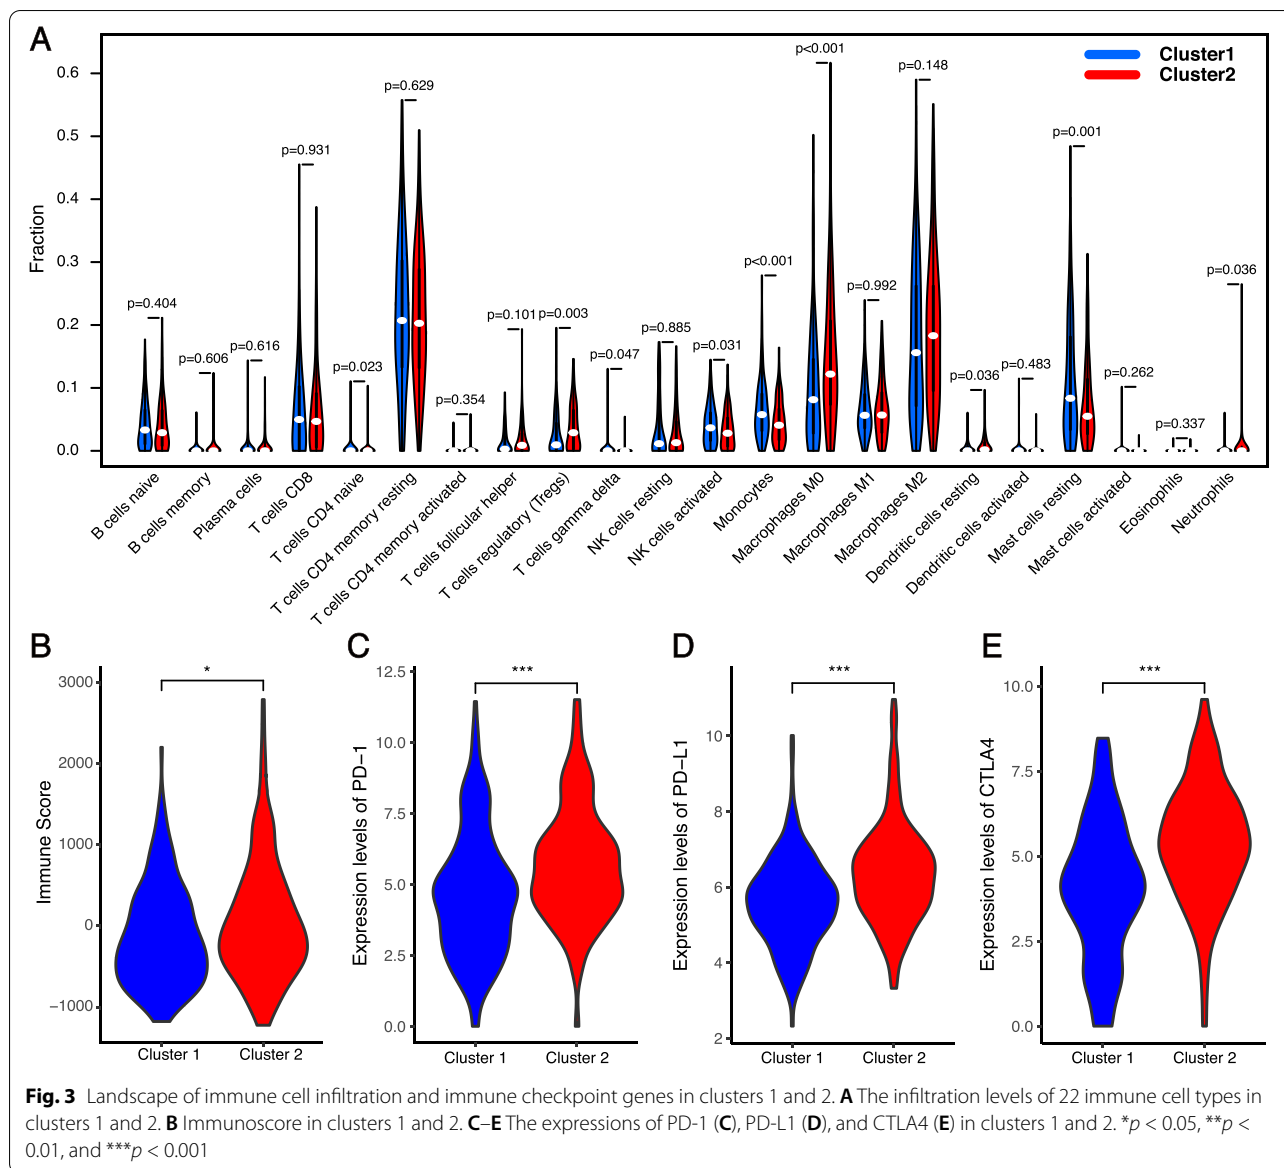 A
Cluster1
Cluster2
Fraction
0.6
0.5
0.4
0.3
0.2
0.1
0.0
p=0.404
p=0.606
p=0.616
p=0.931
p=0.023
p=0.629
p=0.354
p=0.101
p=0.003
p=0.047
p=0.885
p=0.031
p<0.001
p<0.001
p=0.992
p=0.148
p=0.036
p=0.483
p=0.001
p=0.262
p=0.337
p=0.036
B cells naive
B cells memory
Plasma cells
T cells CD8
T cells CD4 naive
T cells CD4 memory resting
T cells CD4 memory activated
T cells follicular helper
T cells regulatory (Tregs)
T cells gamma delta
NK cells resting
NK cells activated
Monocytes
Macrophages M0
Macrophages M1
Macrophages M2
Dendritic cells resting
Dendritic cells activated
Mast cells resting
Mast cells activated
Eosinophils
Neutrophils
B
Immune Score
3000
2000
1000
0
−1000
*
Cluster 1
Cluster 2
C
Expression levels of PD−1
12.5
10.0
7.5
5.0
2.5
0.0
***
Cluster 1
Cluster 2
D
Expression levels of PD−L1
10
8
6
4
2
***
Cluster 1
Cluster 2
E
Expression levels of CTLA4
10.0
7.5
5.0
2.5
0.0
***
Cluster 1
Cluster 2
Fig. 3 Landscape of immune cell infiltration and immune checkpoint genes in clusters 1 and 2. A The infiltration levels of 22 immune cell types in
clusters 1 and 2. B Immunoscore in clusters 1 and 2. C–E The expressions of PD-1 (C), PD-L1 (D), and CTLA4 (E) in clusters 1 and 2. *p < 0.05, **p <
0.01, and ***p < 0.001